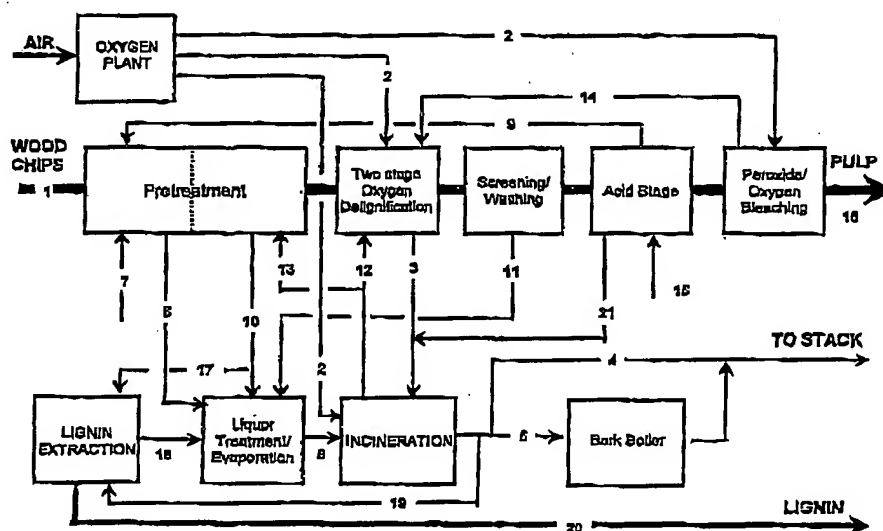 AIR
OXYGEN
PLANT
2
2
14
9
WOOD
CHIPS
1
Pretreatment
Two stage
Oxygen
Delignification
Screening/
Washing
Acid Stage
Peroxide/
Oxygen
Bleaching
PULP
16
7
6
10
13
12
3
11
21
15
TO STACK
17
2
4
LIGNIN
EXTRACTION
18
Liquor
Treatment/
Evaporation
8
INCINERATION
Bark Boiler
19
LIGNIN
20